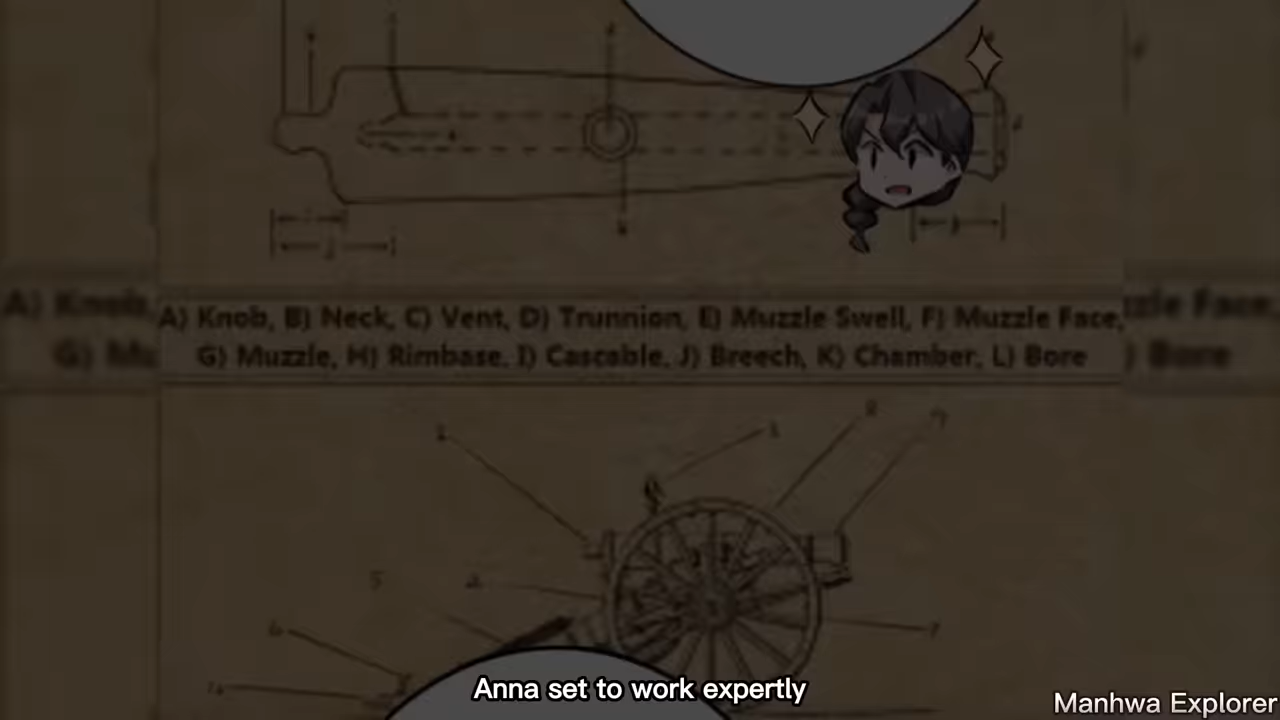 A) Knob, B) Neck, C) Vent, D) Trunnion, E) Muzzle Swell, F) Muzzle Face,
G) Muzzle, H) Rimbase, I) Cascable, J) Breech, K) Chamber, L) Bore
Anna set to work expertly
Manhwa Explorer